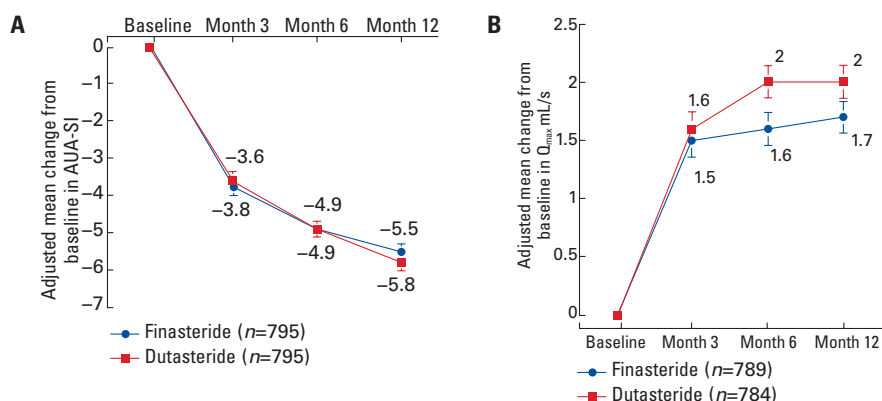 A
Baseline Month 3 Month 6 Month 12
Adjusted mean change from
baseline in AUA-SI
0
−1
−2
−3
−4
−5
−6
−7
−3.6
−3.8
−4.9
−4.9
−5.5
−5.8
Finasteride (n=795)
Dutasteride (n=795)
B
Adjusted mean change from
baseline in Qmax mL/s
2.5
2
1.5
1
0.5
0
1.6
1.5
2
1.6
2
1.7
Baseline Month 3 Month 6 Month 12
Finasteride (n=789)
Dutasteride (n=784)